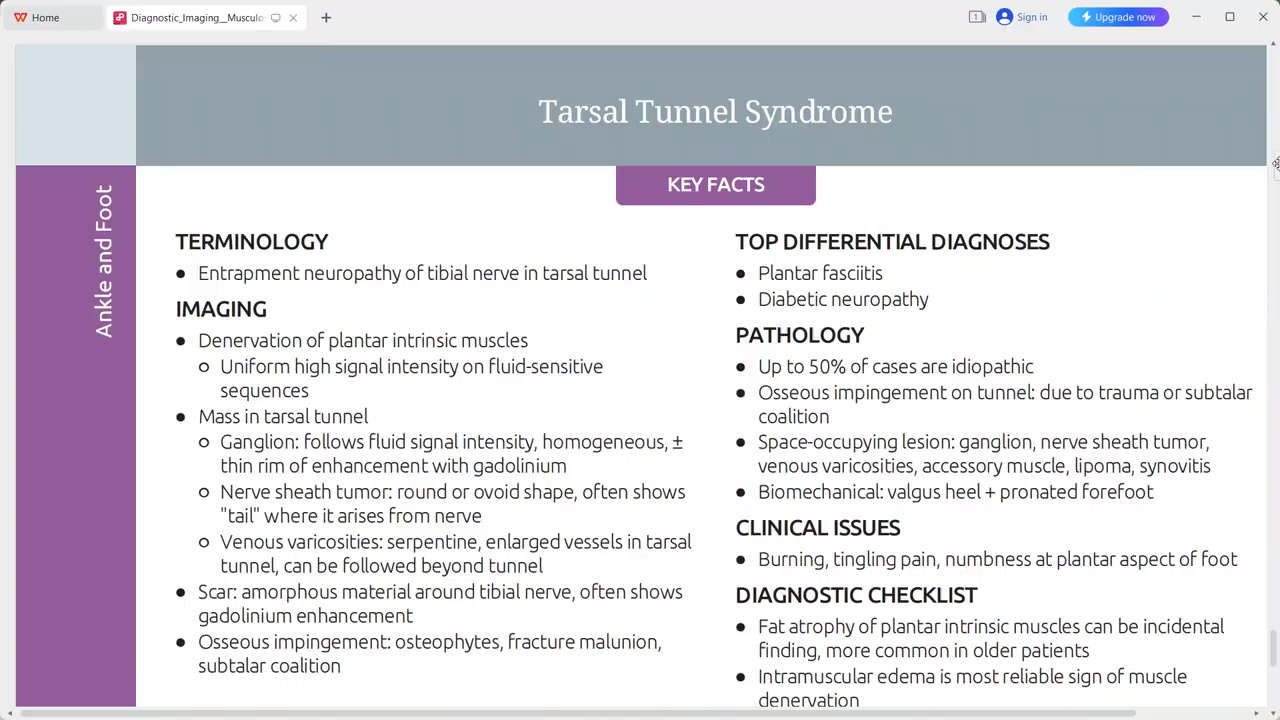 Home
Diagnostic_Imaging__Musculos
1
Sign in
Upgrade now
Tarsal Tunnel Syndrome
Ankle and Foot
KEY FACTS
TERMINOLOGY
● Entrapment neuropathy of tibial nerve in tarsal tunnel
IMAGING
● Denervation of plantar intrinsic muscles
○ Uniform high signal intensity on fluid-sensitive
sequences
● Mass in tarsal tunnel
○ Ganglion: follows fluid signal intensity, homogeneous, ±
thin rim of enhancement with gadolinium
○ Nerve sheath tumor: round or ovoid shape, often shows
"tail" where it arises from nerve
○ Venous varicosities: serpentine, enlarged vessels in tarsal
tunnel, can be followed beyond tunnel
● Scar: amorphous material around tibial nerve, often shows
gadolinium enhancement
● Osseous impingement: osteophytes, fracture malunion,
subtalar coalition
TOP DIFFERENTIAL DIAGNOSES
● Plantar fasciitis
● Diabetic neuropathy
PATHOLOGY
● Up to 50% of cases are idiopathic
● Osseous impingement on tunnel: due to trauma or subtalar
coalition
● Space-occupying lesion: ganglion, nerve sheath tumor,
venous varicosities, accessory muscle, lipoma, synovitis
● Biomechanical: valgus heel + pronated forefoot
CLINICAL ISSUES
● Burning, tingling pain, numbness at plantar aspect of foot
DIAGNOSTIC CHECKLIST
● Fat atrophy of plantar intrinsic muscles can be incidental
finding, more common in older patients
● Intramuscular edema is most reliable sign of muscle
denervation